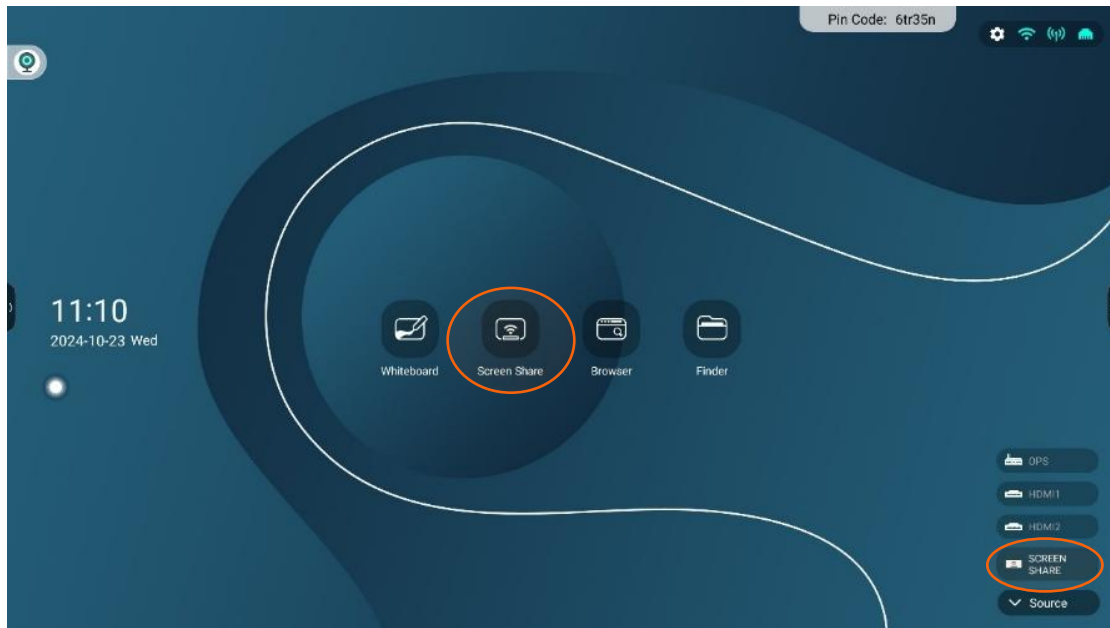 Pin Code: 6tr35n
11:10
2024-10-23 Wed
Whiteboard
Screen Share
Browser
Finder
OPS
HDMI1
HDMI2
SCREEN
SHARE
Source